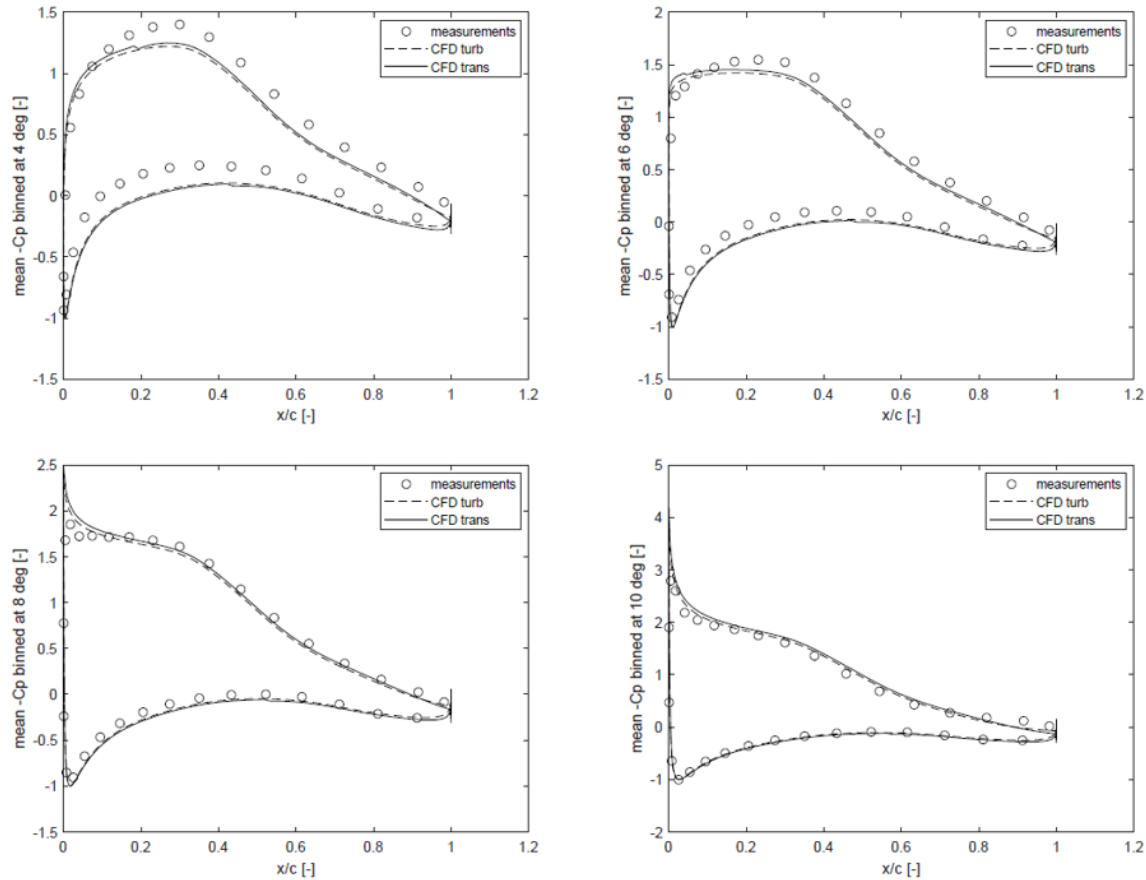 mean -Cp binned at 4 deg [-]
1.5
1
0.5
0
-0.5
-1
-1.5
measurements
CFD turb
CFD trans
0 0.2 0.4 0.6 0.8 1 1.2
x/c [-]
mean -Cp binned at 6 deg [-]
2
1.5
1
0.5
0
-0.5
-1
-1.5
measurements
CFD turb
CFD trans
0 0.2 0.4 0.6 0.8 1 1.2
x/c [-]
mean -Cp binned at 8 deg [-]
2.5
2
1.5
1
0.5
0
-0.5
-1
-1.5
measurements
CFD turb
CFD trans
0 0.2 0.4 0.6 0.8 1 1.2
x/c [-]
mean -Cp binned at 10 deg [-]
5
4
3
2
1
0
-1
-2
measurements
CFD turb
CFD trans
0 0.2 0.4 0.6 0.8 1 1.2
x/c [-]